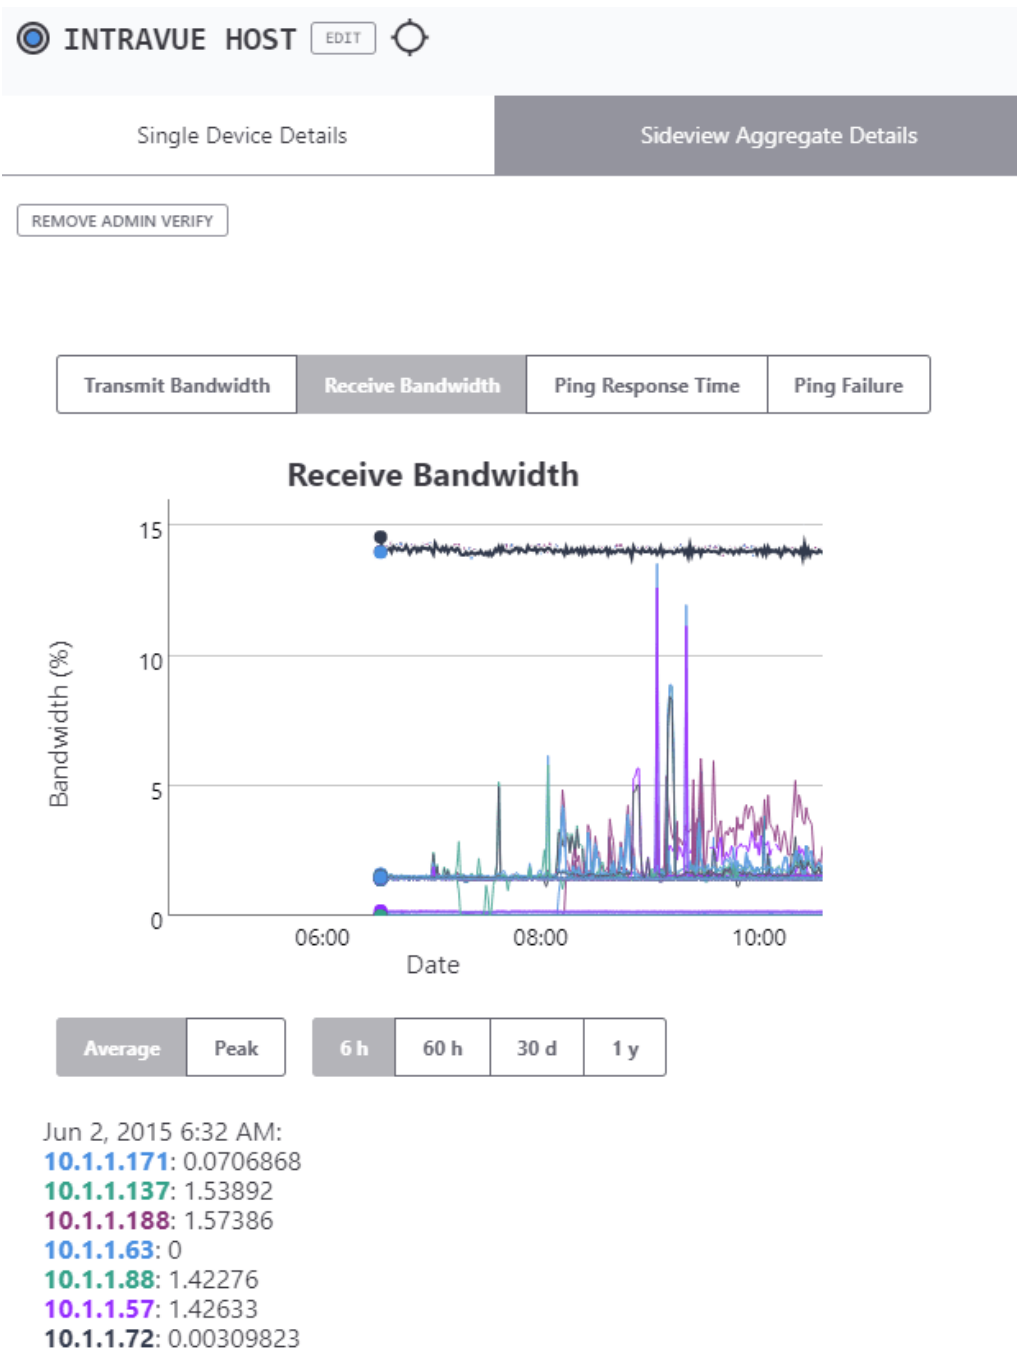 INTRAVUE HOST EDIT
Single Device Details Sideview Aggregate Details
REMOVE ADMIN VERIFY
Transmit Bandwidth Receive Bandwidth Ping Response Time Ping Failure
Receive Bandwidth
15
10
5
0
Bandwidth (%)
06:00 08:00 10:00
Date
Average Peak 6 h 60 h 30 d 1 y
Jun 2, 2015 6:32 AM:
10.1.1.171: 0.0706868
10.1.1.137: 1.53892
10.1.1.188: 1.57386
10.1.1.63: 0
10.1.1.88: 1.42276
10.1.1.57: 1.42633
10.1.1.72: 0.00309823